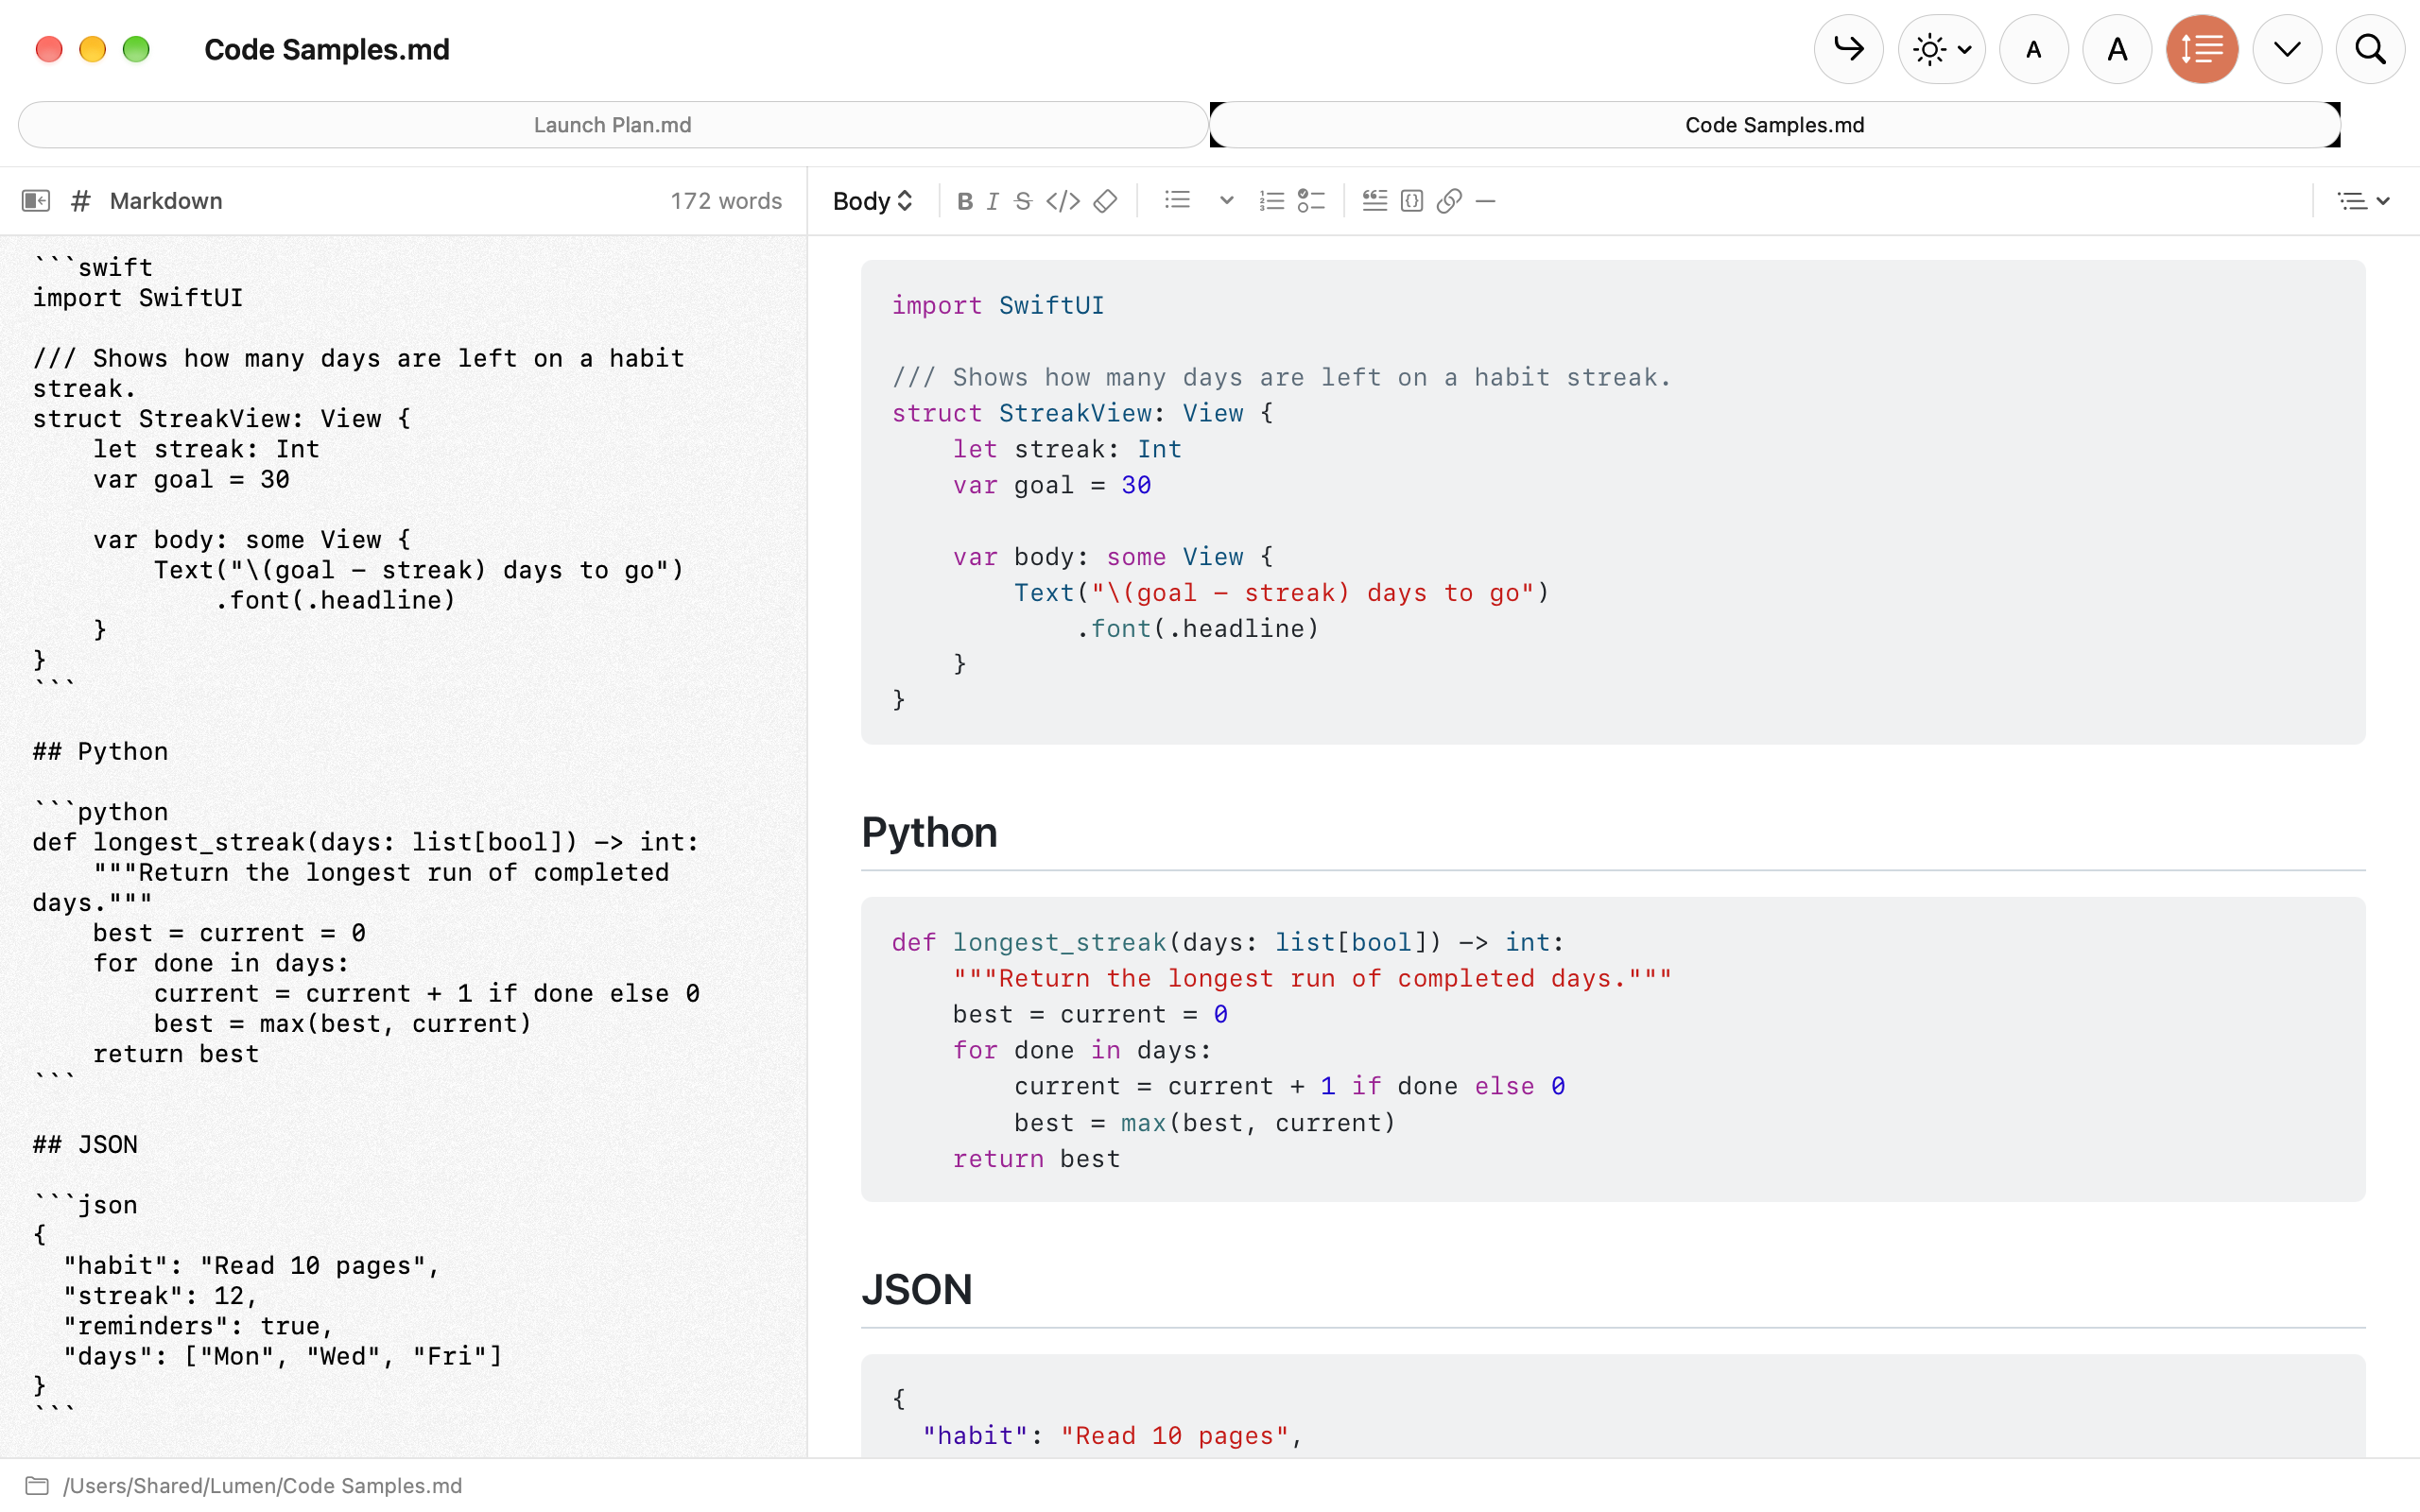 Code Samples.md
A
A
Launch Plan.md
Code Samples.md
# Markdown
172 words
Body
B I S </>
```swift
import SwiftUI

/// Shows how many days are left on a habit
streak.
struct StreakView: View {
    let streak: Int
    var goal = 30

    var body: some View {
        Text("\(goal - streak) days to go")
            .font(.headline)
    }
}
```

## Python

```python
def longest_streak(days: list[bool]) -> int:
    """Return the longest run of completed
days."""
    best = current = 0
    for done in days:
        current = current + 1 if done else 0
        best = max(best, current)
    return best
```

## JSON

```json
{
  "habit": "Read 10 pages",
  "streak": 12,
  "reminders": true,
  "days": ["Mon", "Wed", "Fri"]
}
```
import SwiftUI

/// Shows how many days are left on a habit streak.
struct StreakView: View {
    let streak: Int
    var goal = 30

    var body: some View {
        Text("\(goal - streak) days to go")
            .font(.headline)
    }
}

Python
def longest_streak(days: list[bool]) -> int:
    """Return the longest run of completed days."""
    best = current = 0
    for done in days:
        current = current + 1 if done else 0
        best = max(best, current)
    return best

JSON
{
  "habit": "Read 10 pages",
/Users/Shared/Lumen/Code Samples.md